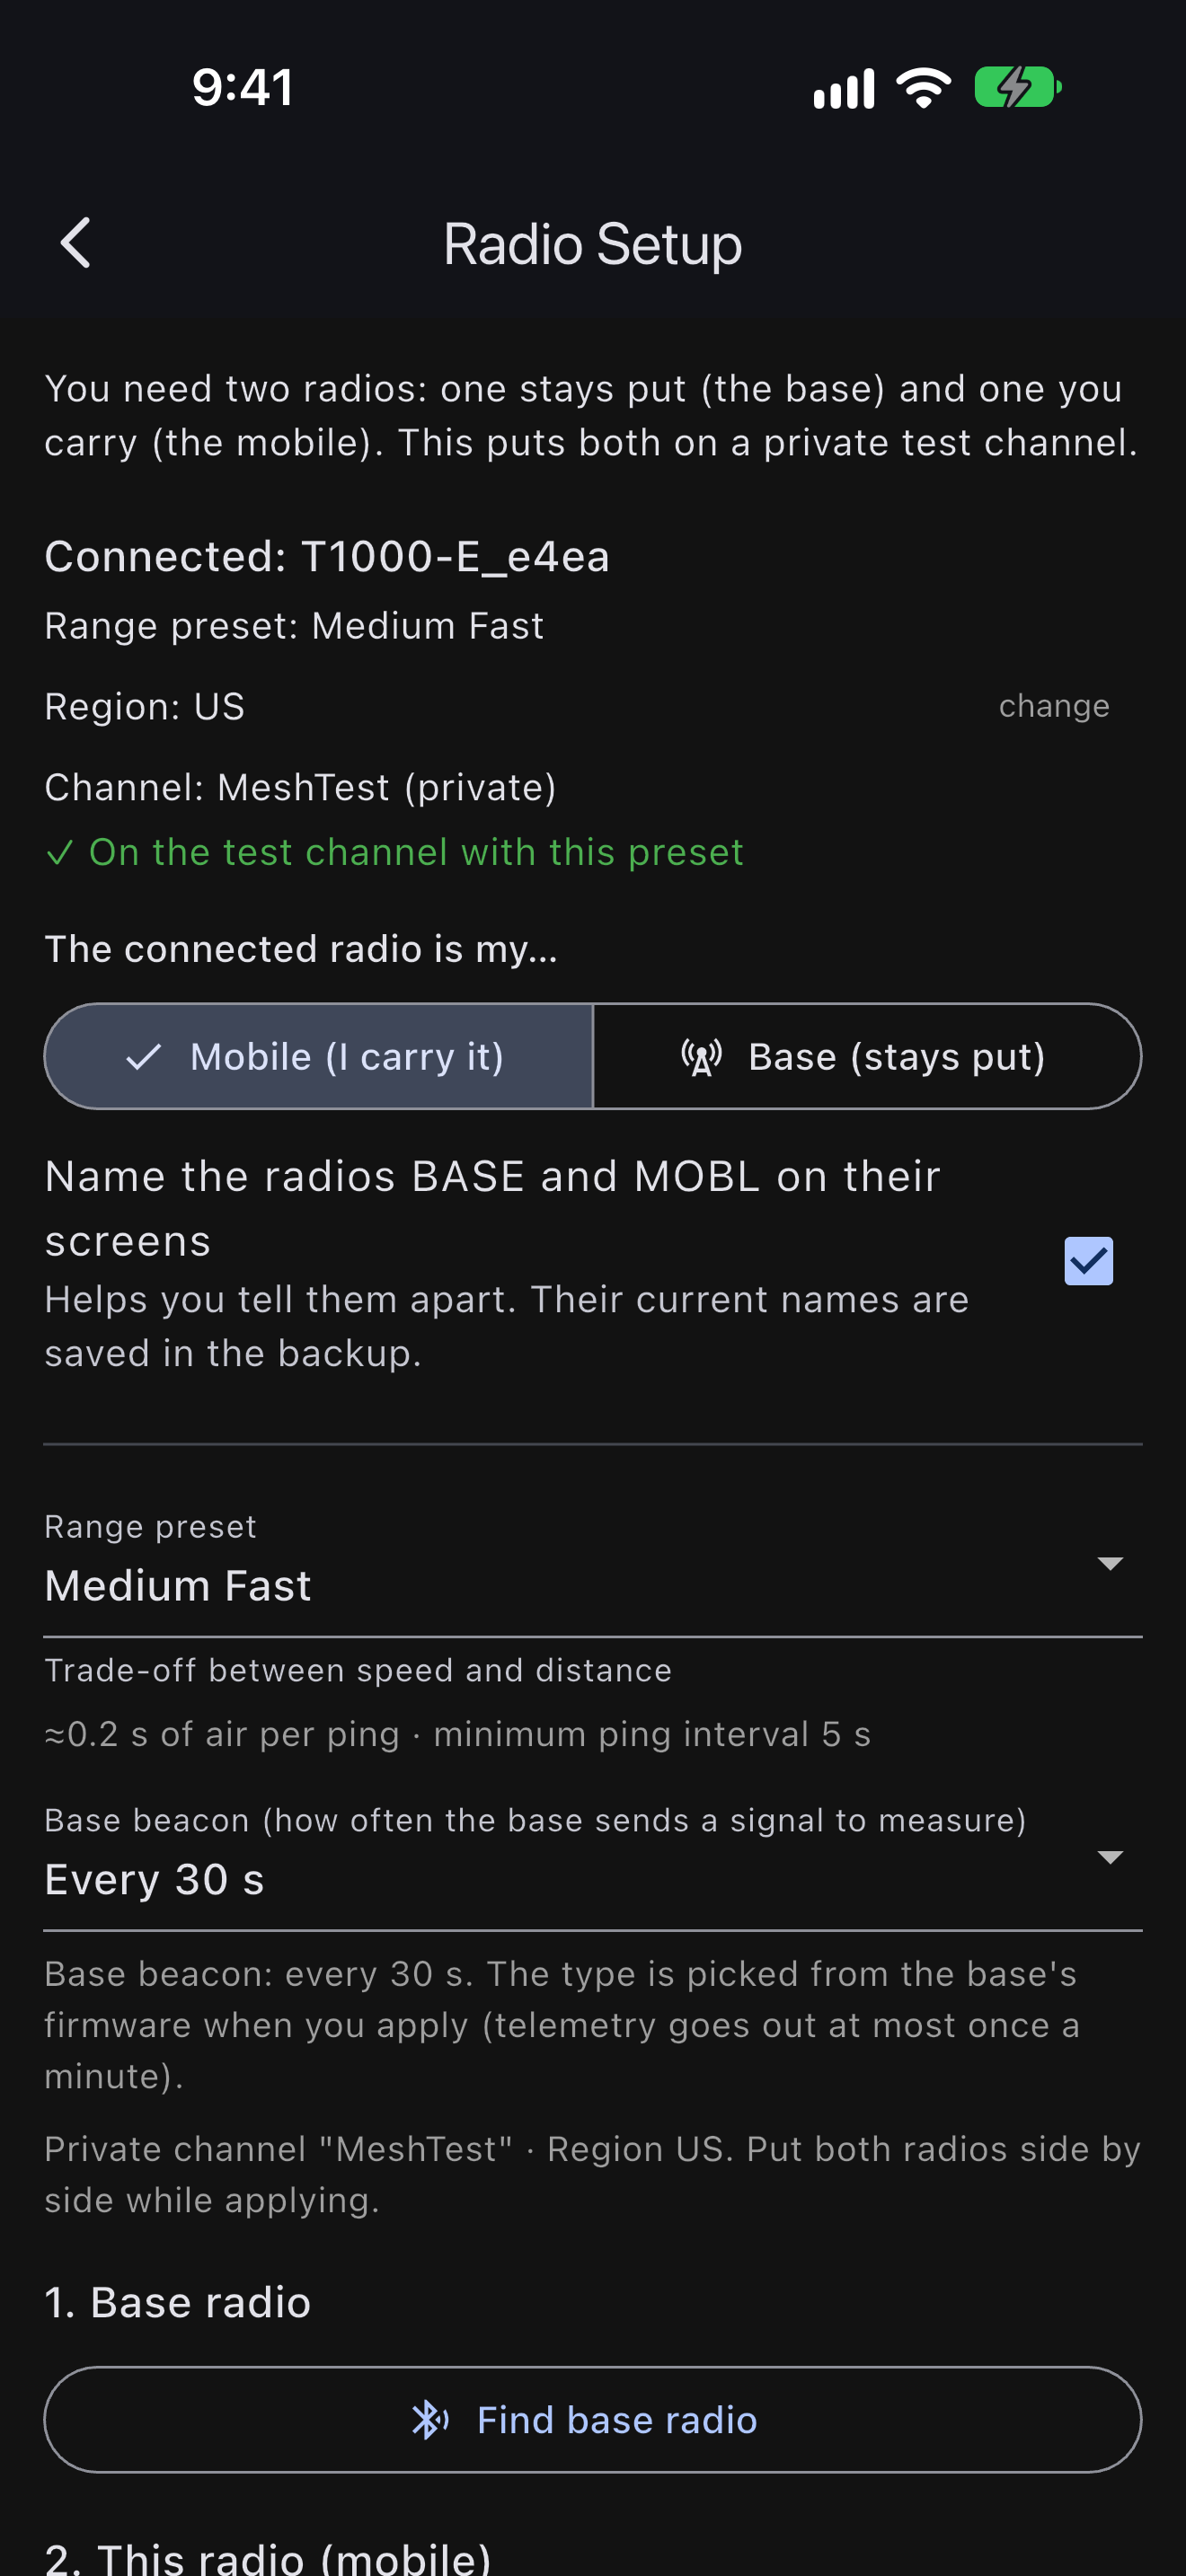 9:41
Radio Setup
You need two radios: one stays put (the base) and one you
carry (the mobile). This puts both on a private test channel.
Connected: T1000-E_e4ea
Range preset: Medium Fast
Region: US
change
Channel: MeshTest (private)
✓ On the test channel with this preset
The connected radio is my...
Mobile (I carry it)
Base (stays put)
Name the radios BASE and MOBL on their
screens
Helps you tell them apart. Their current names are
saved in the backup.
Range preset
Medium Fast
Trade-off between speed and distance
≈0.2 s of air per ping · minimum ping interval 5 s
Base beacon (how often the base sends a signal to measure)
Every 30 s
Base beacon: every 30 s. The type is picked from the base's
firmware when you apply (telemetry goes out at most once a
minute).
Private channel "MeshTest" · Region US. Put both radios side by
side while applying.
1. Base radio
Find base radio
2. This radio (mobile)